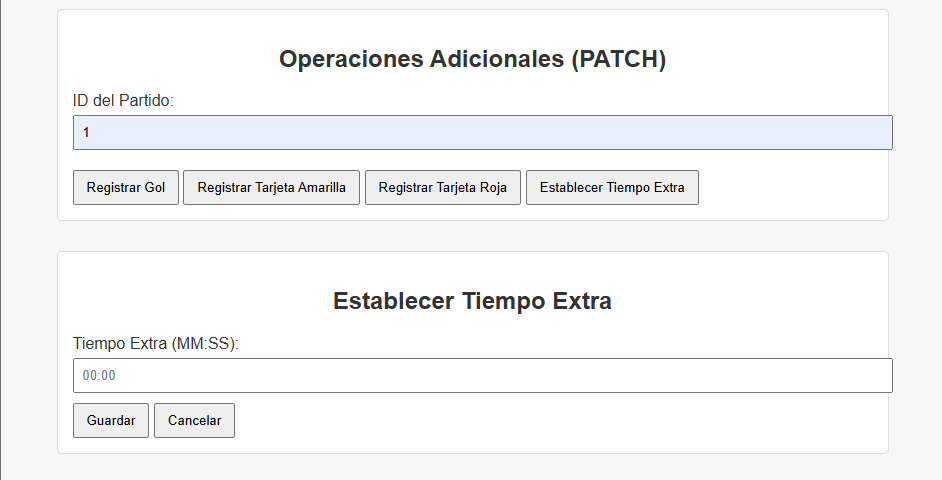 Operaciones Adicionales (PATCH)
ID del Partido:
1
Registrar Gol Registrar Tarjeta Amarilla Registrar Tarjeta Roja Establecer Tiempo Extra
Establecer Tiempo Extra
Tiempo Extra (MM:SS):
00:00
Guardar Cancelar